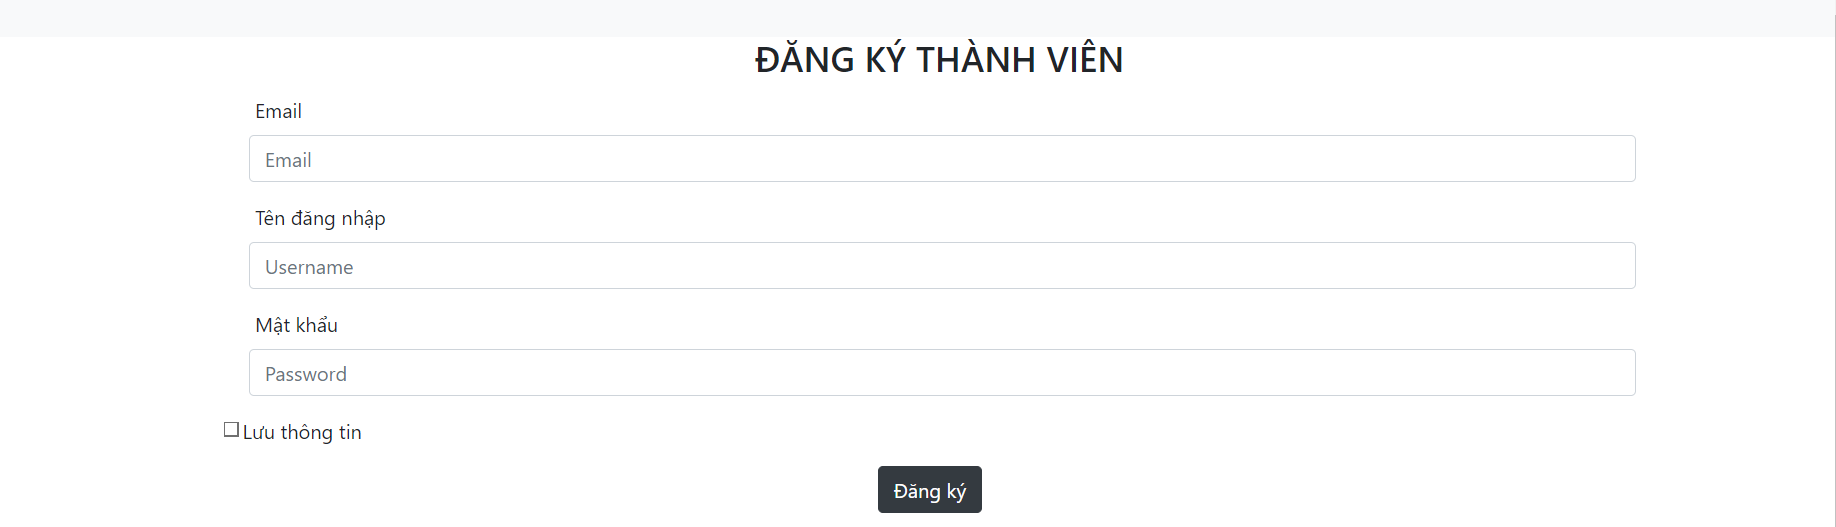 ĐĂNG KÝ THÀNH VIÊN
Email
Email
Tên đăng nhập
Username
Mật khẩu
Password
Lưu thông tin
Đăng ký